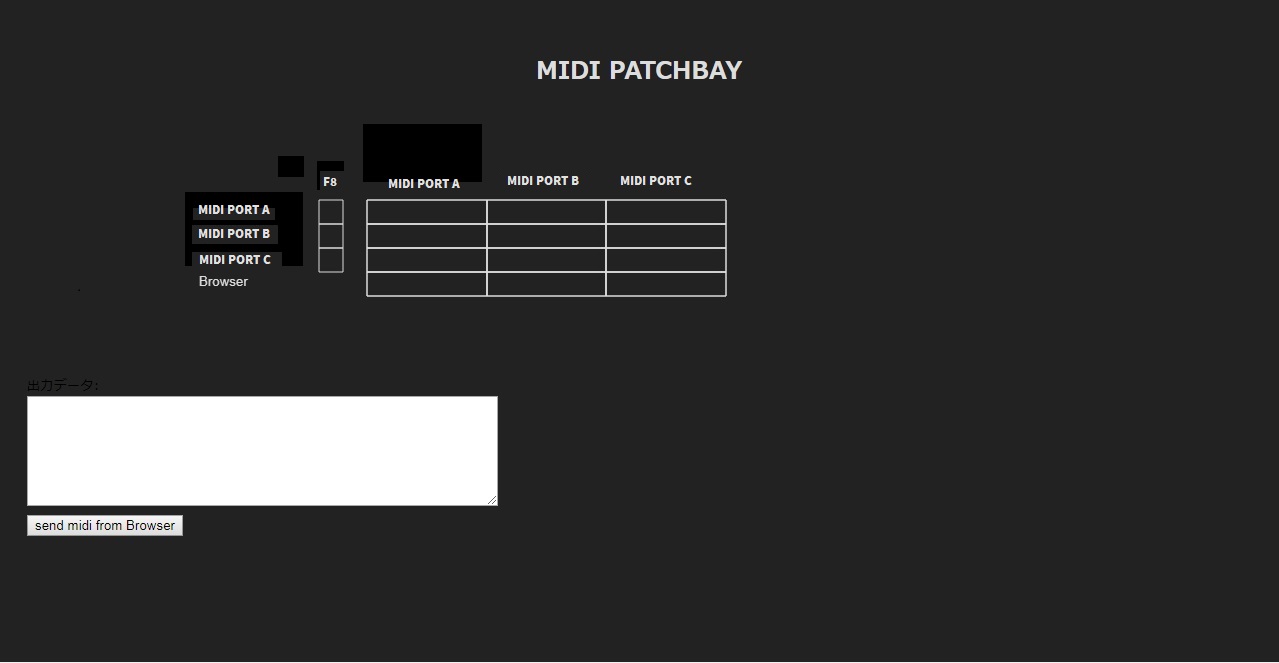 MIDI PATCHBAY
F8 MIDI PORT A MIDI PORT B MIDI PORT C
MIDI PORT A
MIDI PORT B
MIDI PORT C
Browser
出力データ:
send midi from Browser